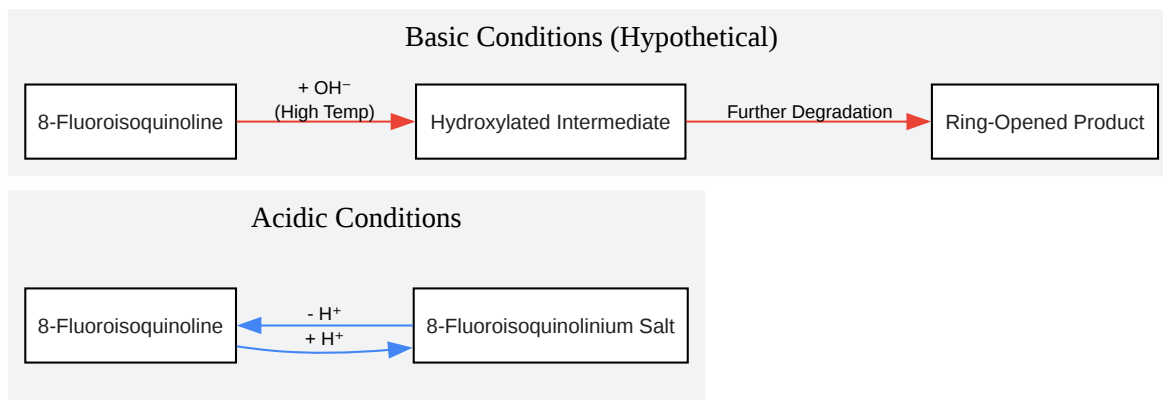 Basic Conditions (Hypothetical)
8-Fluoroisoquinoline
+ OH⁻
(High Temp)
Hydroxylated Intermediate
Further Degradation
Ring-Opened Product
Acidic Conditions
8-Fluoroisoquinoline
- H⁺
+ H⁺
8-Fluoroisoquinolinium Salt